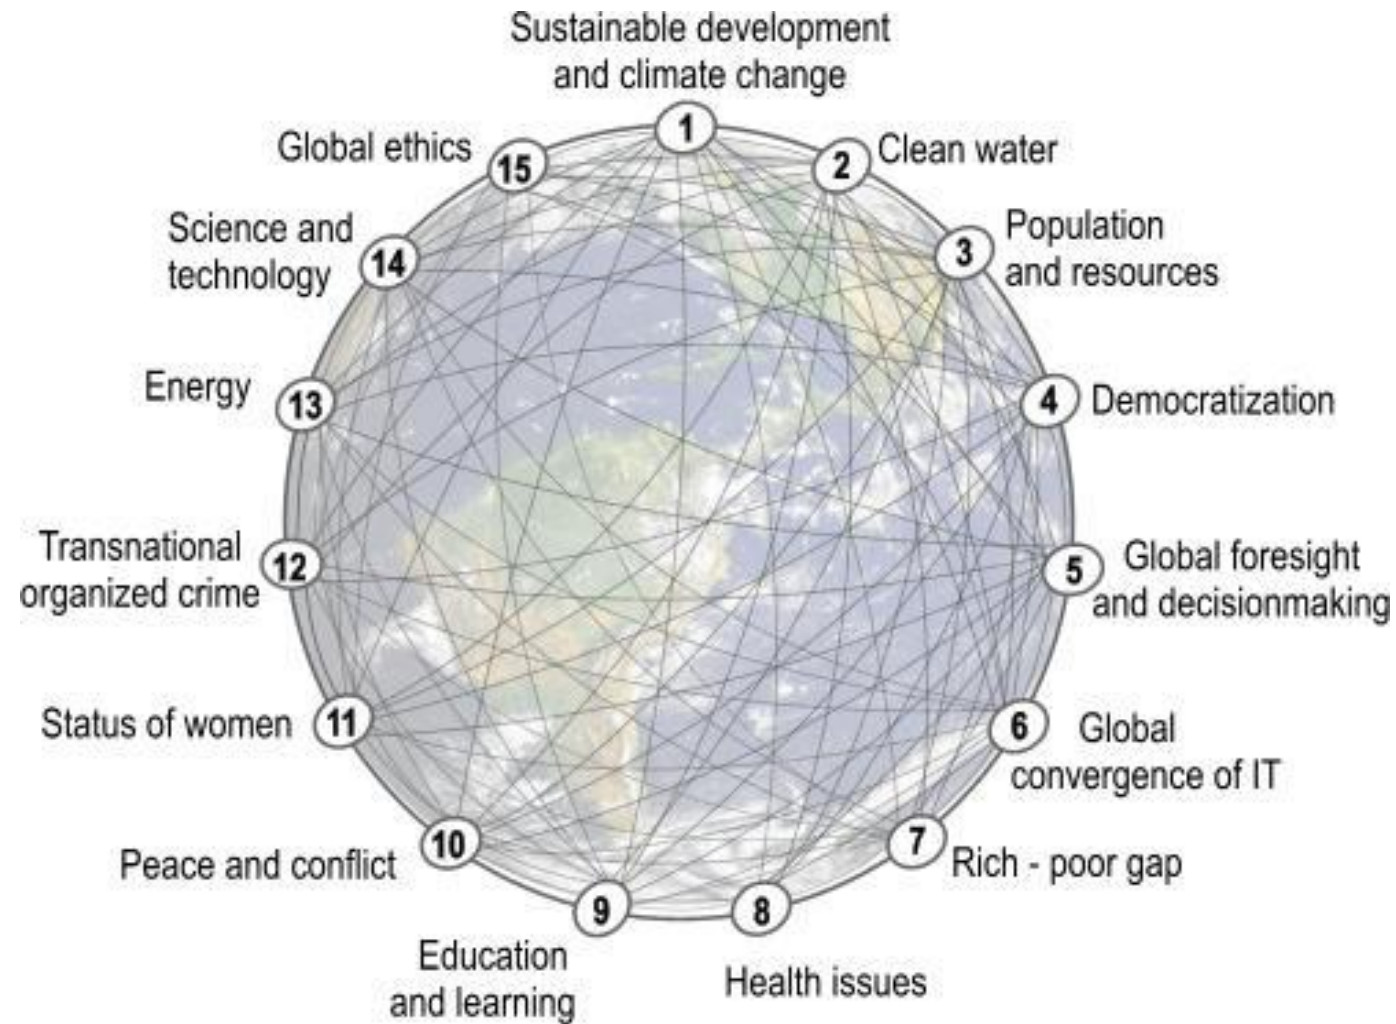 Sustainable development
and climate change
1
2
Clean water
3
Population
and resources
4
Democratization
5
Global foresight
and decisionmaking
6
Global
convergence of IT
7
Rich - poor gap
8
Health issues
9
Education
and learning
10
Peace and conflict
11
Status of women
12
Transnational
organized crime
13
Energy
14
Science and
technology
15
Global ethics